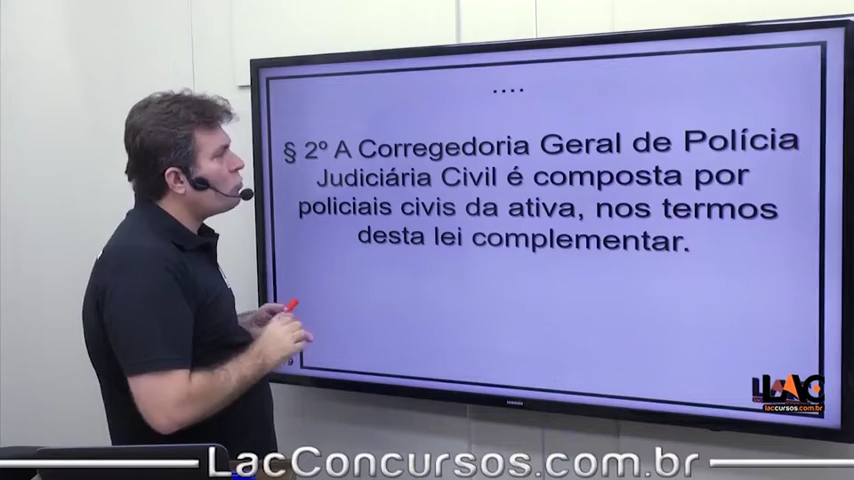 ....
§ 2º A Corregedoria Geral de Polícia
Judiciária Civil é composta por
policiais civis da ativa, nos termos
desta lei complementar.
LAC
lacconcursos.com.br
LacConcursos.com.br